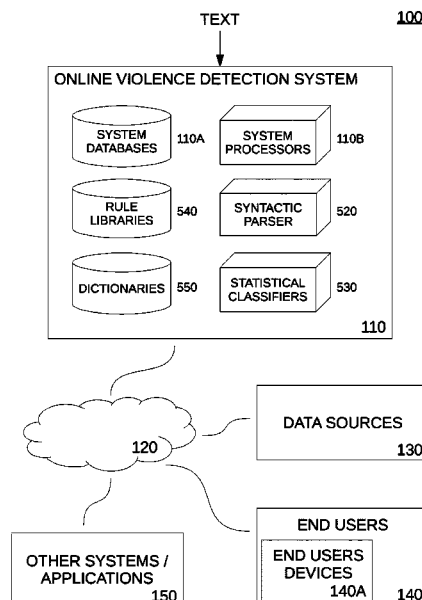 TEXT
100
ONLINE VIOLENCE DETECTION SYSTEM
SYSTEM
DATABASES
110A
SYSTEM
PROCESSORS
110B
RULE
LIBRARIES
540
SYNTACTIC
PARSER
520
DICTIONARIES
550
STATISTICAL
CLASSIFIERS
530
110
120
DATA SOURCES
130
OTHER SYSTEMS /
APPLICATIONS
150
END USERS
END USERS
DEVICES
140A
140